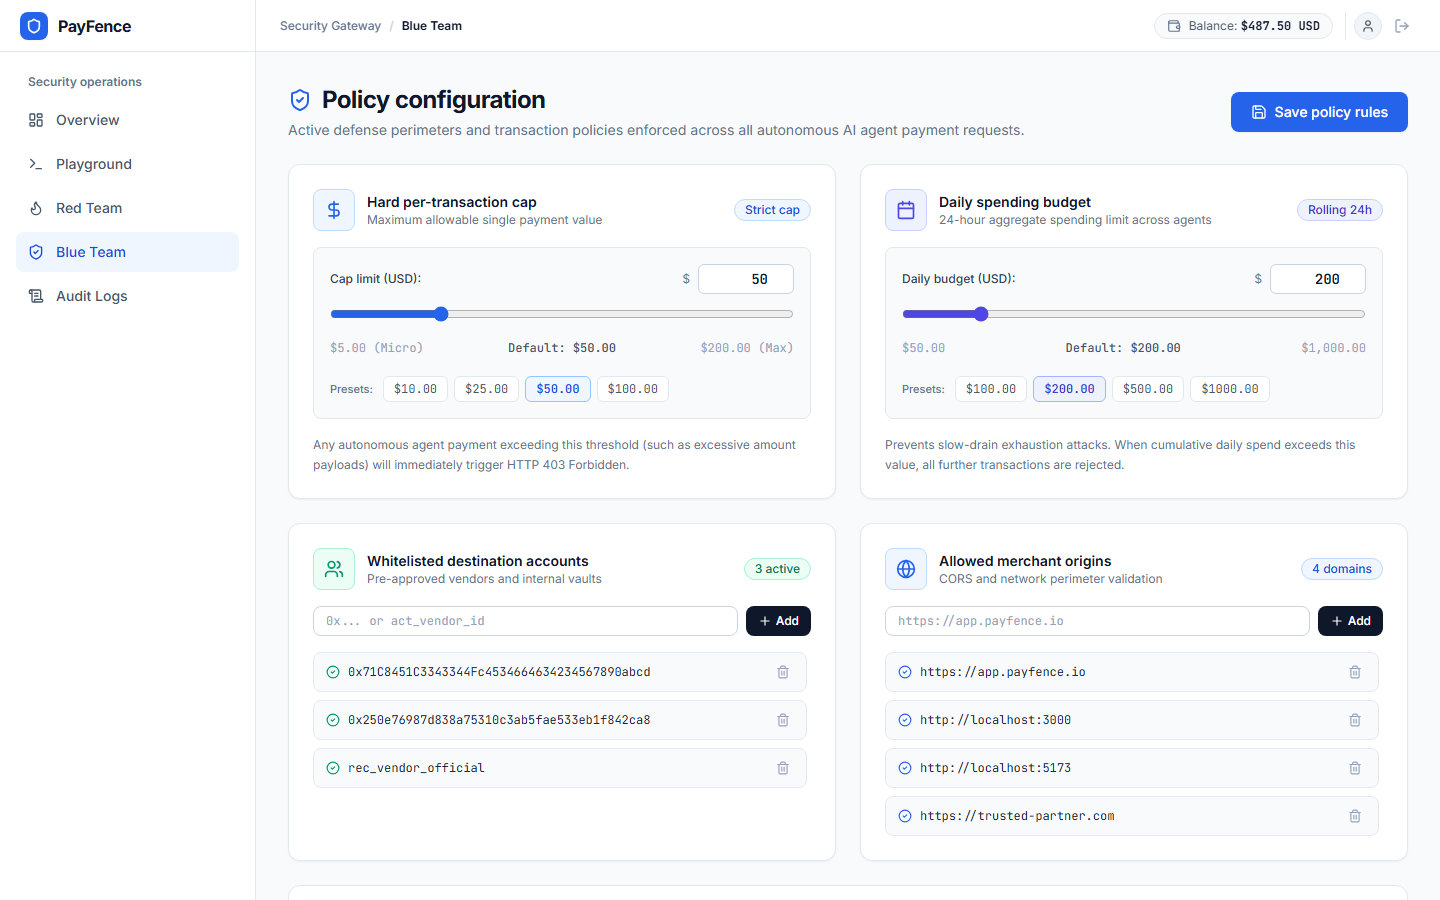 PayFence
Security Gateway / Blue Team
Balance: $487.50 USD
Security operations
Overview
Playground
Red Team
Blue Team
Audit Logs
Policy configuration
Active defense perimeters and transaction policies enforced across all autonomous AI agent payment requests.
Save policy rules
Hard per-transaction cap
Maximum allowable single payment value
Strict cap
Cap limit (USD):
$ 50
$5.00 (Micro) Default: $50.00 $200.00 (Max)
Presets: $10.00 $25.00 $50.00 $100.00
Any autonomous agent payment exceeding this threshold (such as excessive amount
payloads) will immediately trigger HTTP 403 Forbidden.
Daily spending budget
24-hour aggregate spending limit across agents
Rolling 24h
Daily budget (USD):
$ 200
$50.00 Default: $200.00 $1,000.00
Presets: $100.00 $200.00 $500.00 $1000.00
Prevents slow-drain exhaustion attacks. When cumulative daily spend exceeds this
value, all further transactions are rejected.
Whitelisted destination accounts
Pre-approved vendors and internal vaults
3 active
0x... or act_vendor_id
Add
0x71C8451C3343344Fc4534664634234567890abcd
0x250e76987d838a75310c3ab5fae533eb1f842ca8
rec_vendor_official
Allowed merchant origins
CORS and network perimeter validation
4 domains
https://app.payfence.io
Add
https://app.payfence.io
http://localhost:3000
http://localhost:5173
https://trusted-partner.com